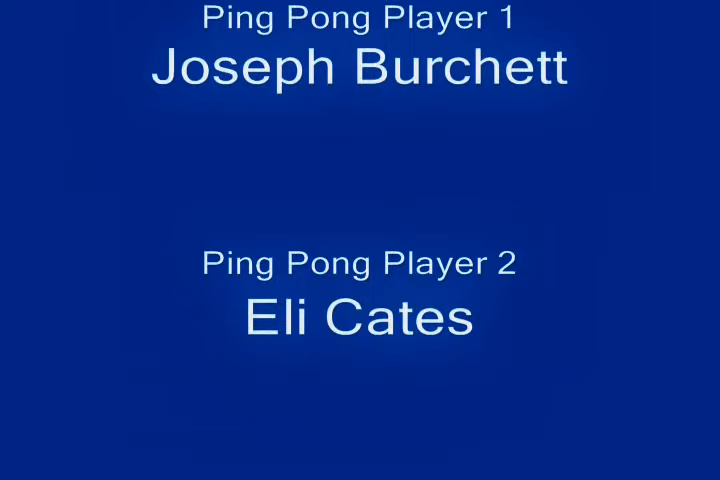 Ping Pong Player 1
Joseph Burchett
Ping Pong Player 2
Eli Cates